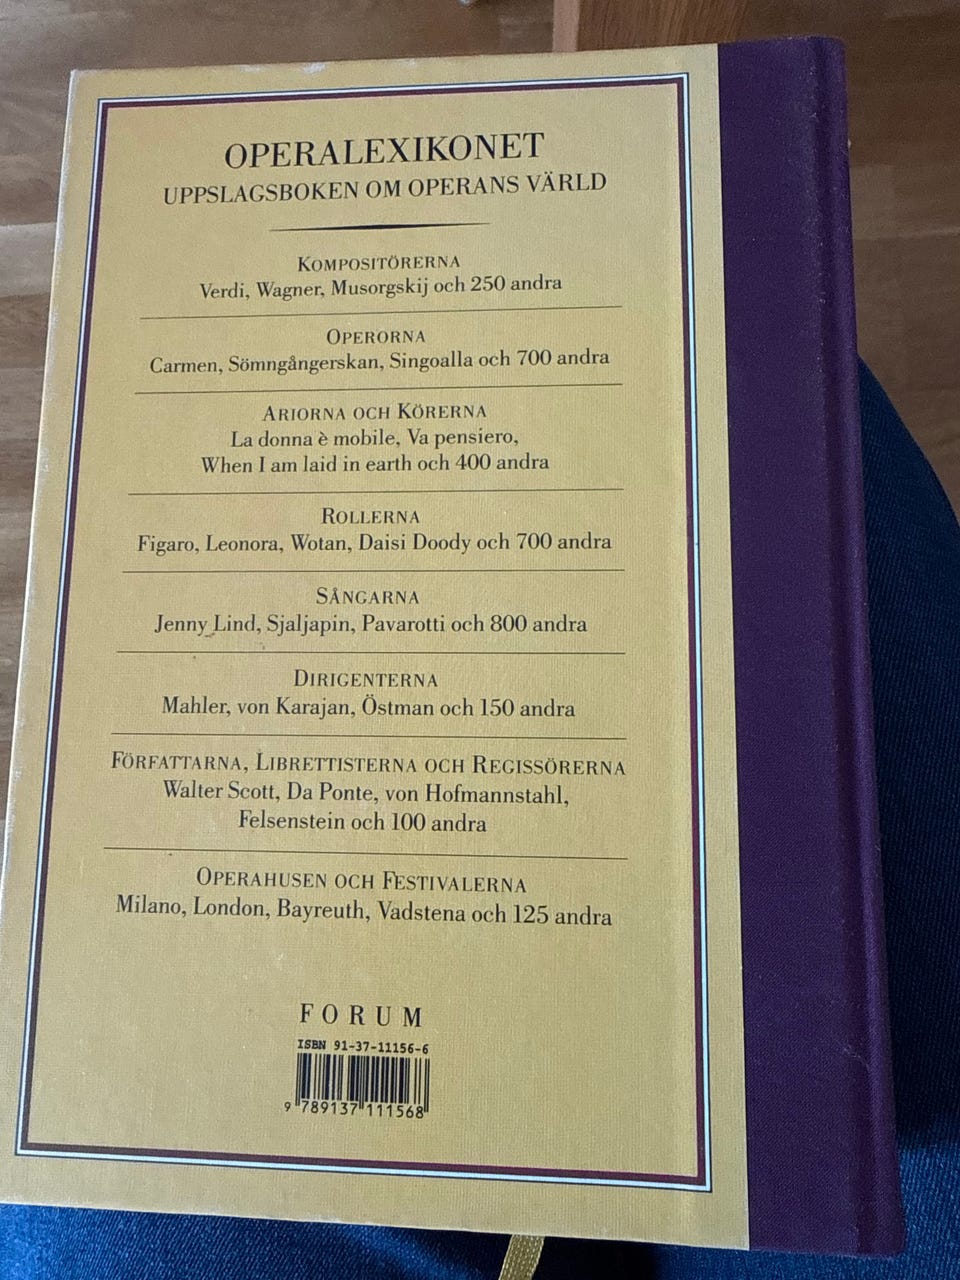 OPERALEXIKONET
UPPSLAGSBOKEN OM OPERANS VÄRLD
KOMPOSITÖRERNA
Verdi, Wagner, Musorgskij och 250 andra
OPERORNA
Carmen, Sömngångerskan, Singoalla och 700 andra
ARIORNA OCH KÖRERNA
La donna è mobile, Va pensiero,
When I am laid in earth och 400 andra
ROLLERNA
Figaro, Leonora, Wotan, Daisi Doody och 700 andra
SÅNGARNA
Jenny Lind, Sjaljapin, Pavarotti och 800 andra
DIRIGENTERNA
Mahler, von Karajan, Östman och 150 andra
FÖRFATTARNA, LIBRETTISTERNA OCH REGISSÖRERNA
Walter Scott, Da Ponte, von Hofmannstahl,
Felsenstein och 100 andra
OPERAHUSEN OCH FESTIVALERNA
Milano, London, Bayreuth, Vadstena och 125 andra
FORUM
ISBN 91-37-11156-6
9 789137 111568